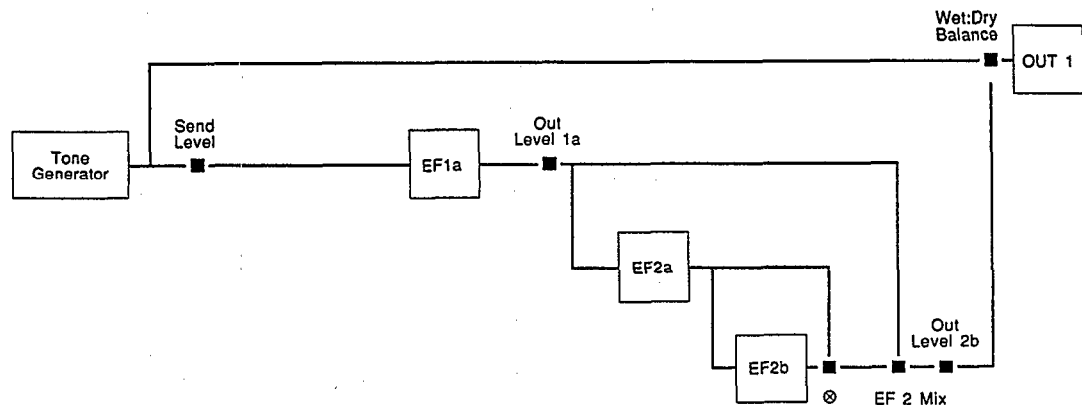 Wet:Dry
Balance
OUT 1
Send
Level
Out
Level 1a
Tone
Generator
EF1a
EF2a
Out
Level 2b
EF2b
⊗
EF 2 Mix